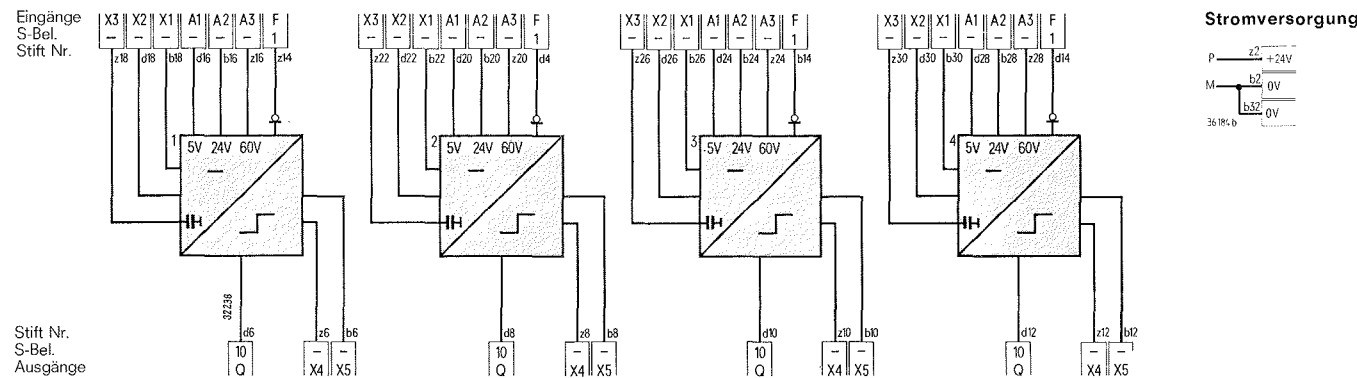 Eingänge X3 X2 X1 A1 A2 A3 F X3 X2 X1 A1 A2 A3 F X3 X2 X1 A1 A2 A3 F X3 X2 X1 A1 A2 A3 F
S-Bel. – – – – – – 1 – – – – – – 1 – – – – – – 1 – – – – – – 1
Stift Nr. z18 d18 b18 d16 b16 z16 z14 z22 d22 b22 d20 b20 z20 d4 z26 d26 b26 d24 b24 z24 b14 z30 d30 b30 d28 b28 z28 d14
Stromversorgung
P z2 +24V
M b2 0V
b32 0V
36184b
1 5V 24V 60V 2 5V 24V 60V 3 5V 24V 60V 4 5V 24V 60V
32238
Stift Nr. d6 z6 b6 d8 z8 b8 d10 z10 b10 d12 z12 b12
S-Bel. 10 – – 10 – – 10 – – 10 – –
Ausgänge Q X4 X5 Q X4 X5 Q X4 X5 Q X4 X5